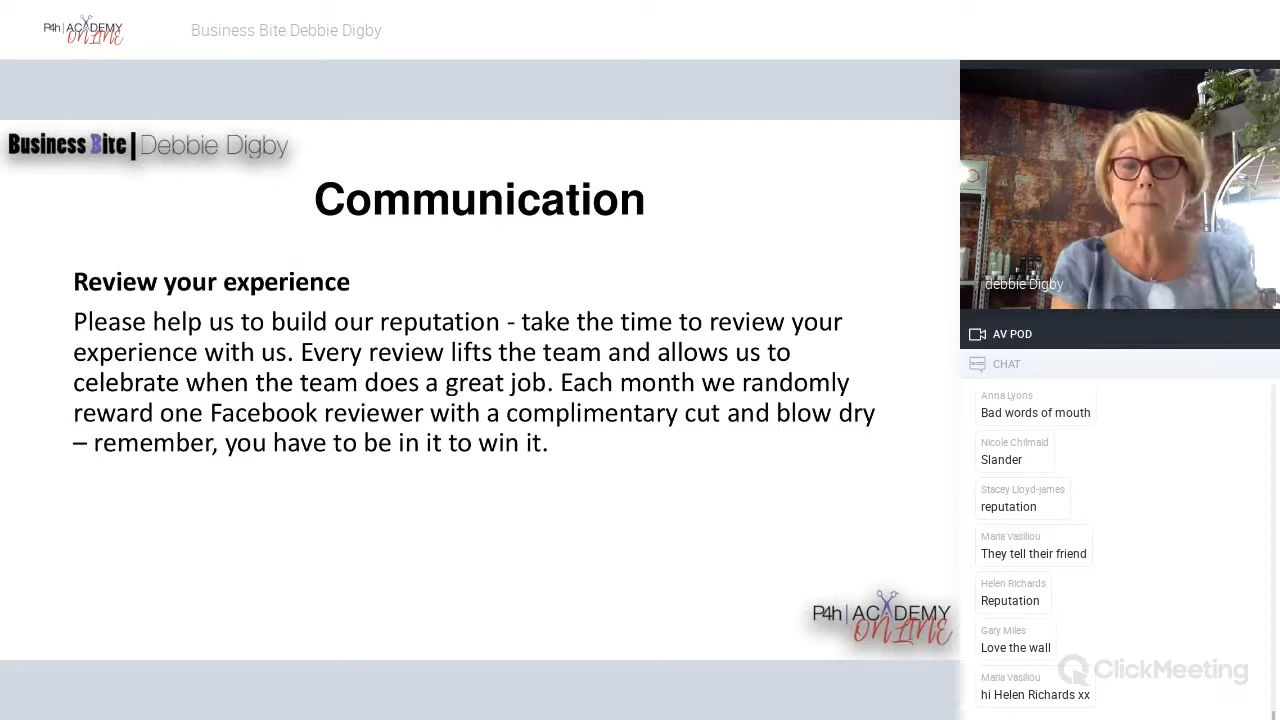 P4h | ACADEMY
ONLINE
Business Bite Debbie Digby
Business Bite | Debbie Digby
Communication
Review your experience
Please help us to build our reputation - take the time to review your
experience with us. Every review lifts the team and allows us to
celebrate when the team does a great job. Each month we randomly
reward one Facebook reviewer with a complimentary cut and blow dry
– remember, you have to be in it to win it.
P4h | ACADEMY
ONLINE
debbie Digby
AV POD
CHAT
Anna Lyons
Bad words of mouth
Nicole Chilmaid
Slander
Stacey Lloyd-james
reputation
Maria Vasiliou
They tell their friend
Helen Richards
Reputation
Gary Miles
Love the wall
Maria Vasiliou
hi Helen Richards xx
ClickMeeting